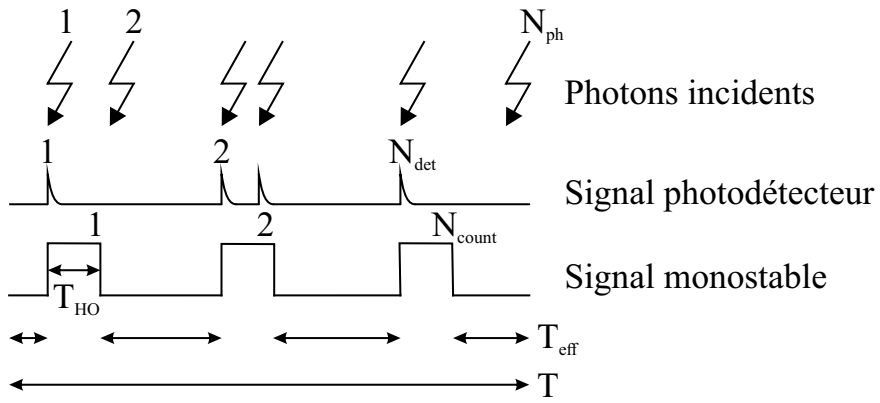 1 2 N_ph
Photons incidents
1 2 N_det
Signal photodétecteur
1 2 N_count
Signal monostable
T_HO
T_eff
T